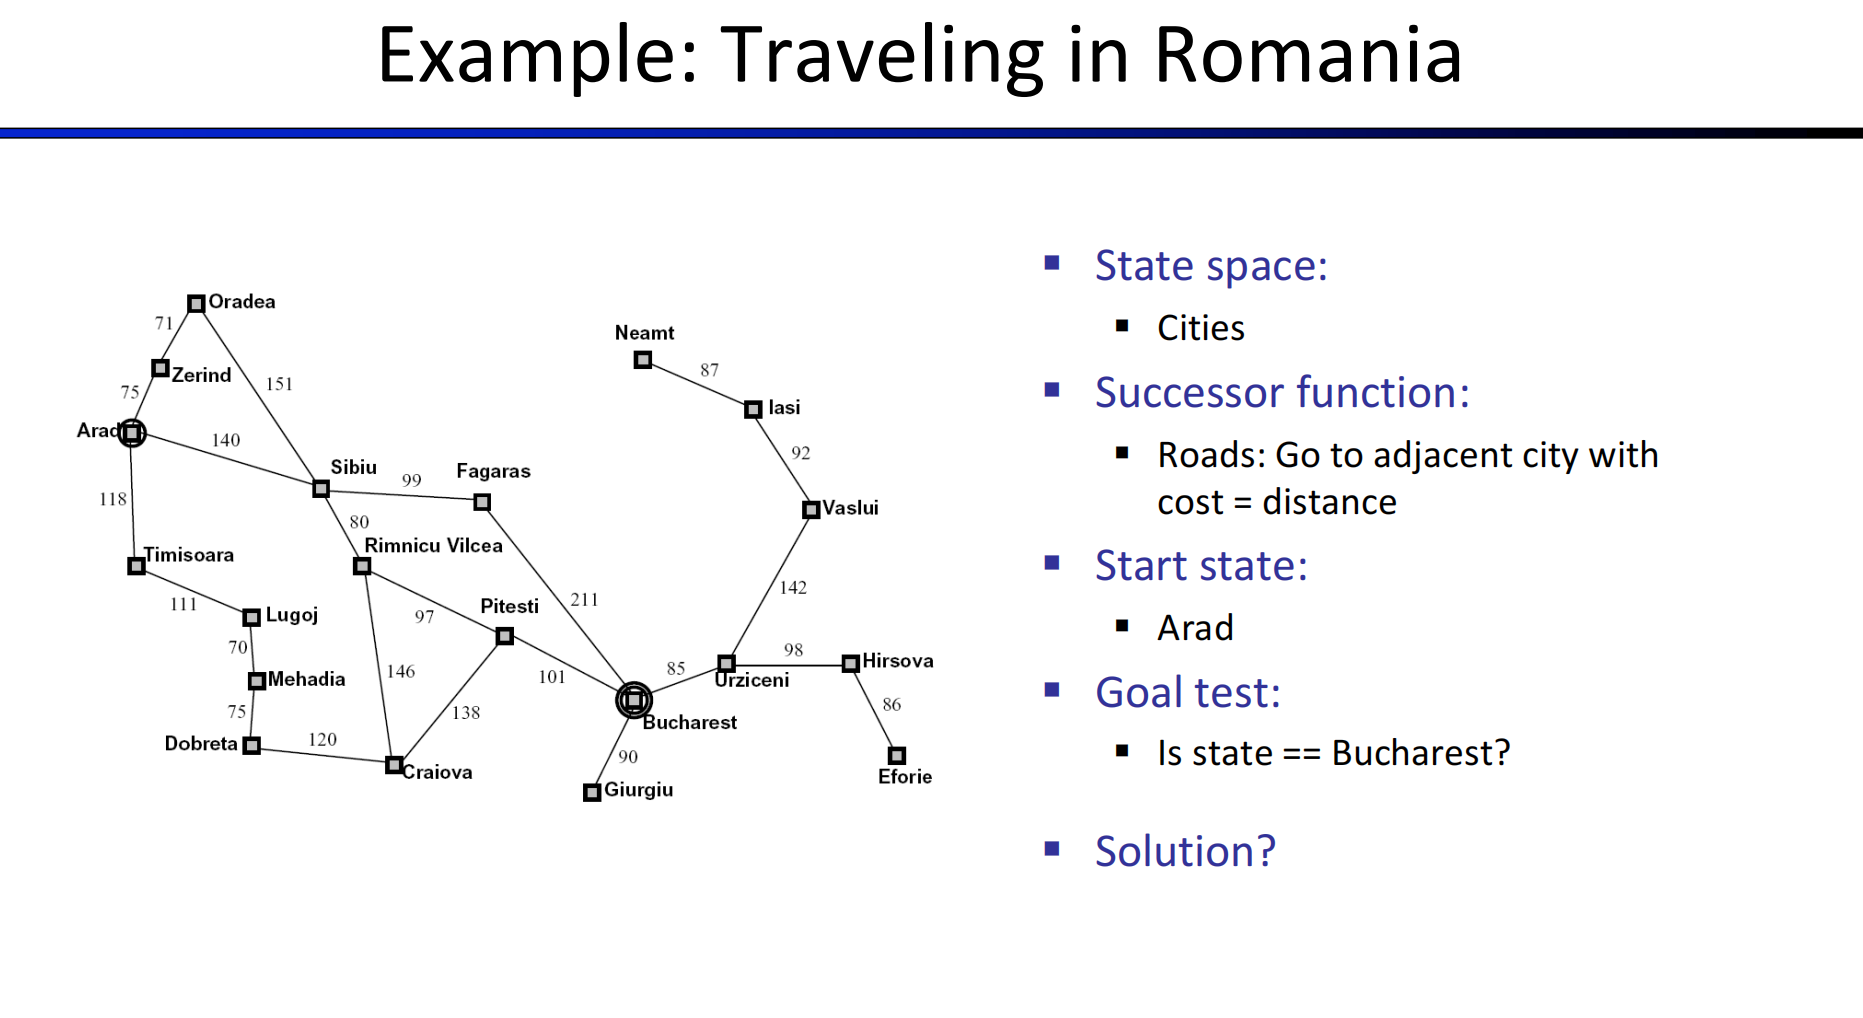 Example: Traveling in Romania
Oradea
71
Zerind
151
75
Arad
140
118
Sibiu
99
Fagaras
80
Rimnicu Vilcea
Timisoara
111
Lugoj
70
Mehadia
75
Dobreta
120
Craiova
146
97
Pitesti
138
101
211
Bucharest
90
Giurgiu
85
Urziceni
98
Hirsova
86
Eforie
142
Vaslui
92
Iasi
87
Neamt
State space:
Cities
Successor function:
Roads: Go to adjacent city with
cost = distance
Start state:
Arad
Goal test:
Is state == Bucharest?
Solution?